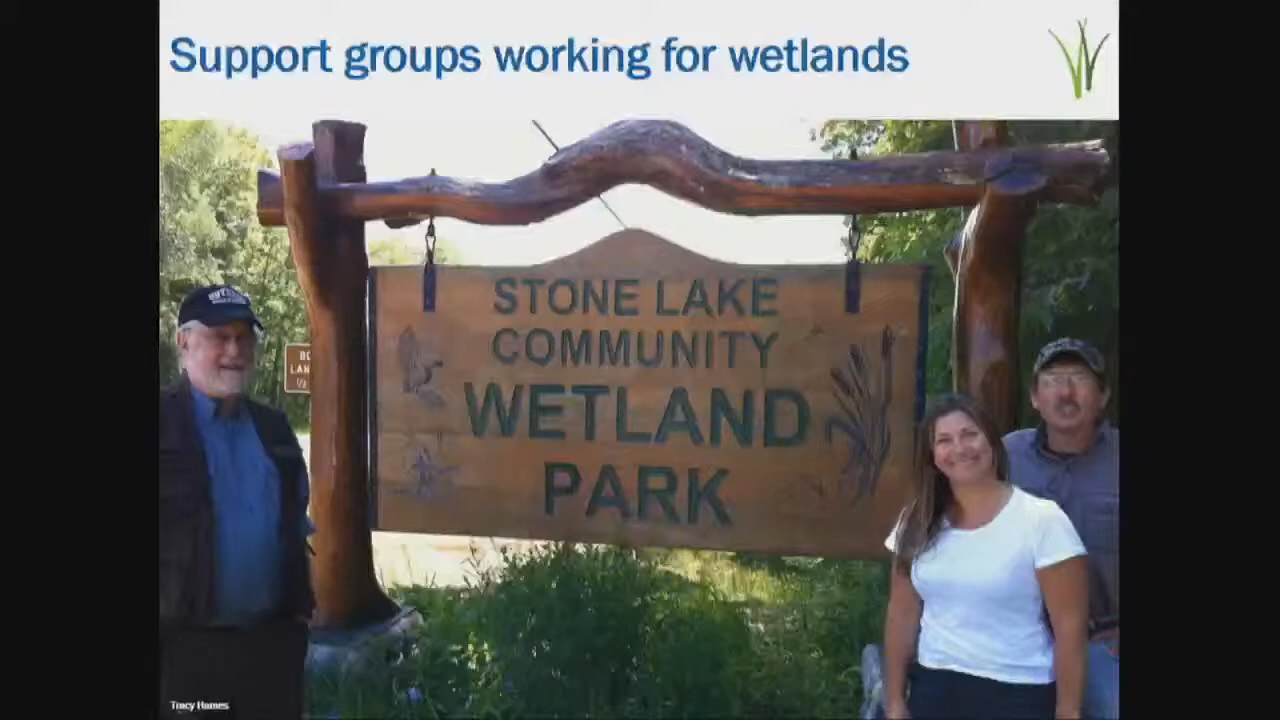 Support groups working for wetlands
STONE LAKE
COMMUNITY
WETLAND
PARK
Tracy Hames